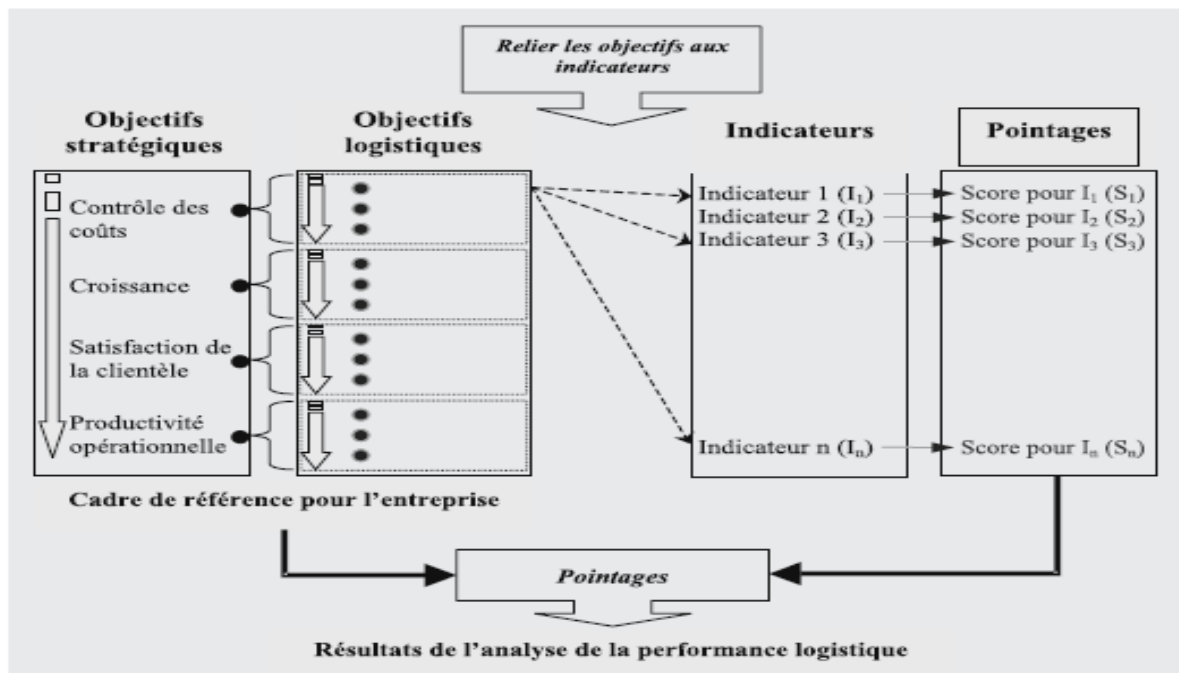 Relier les objectifs aux
indicateurs
Objectifs
stratégiques
Objectifs
logistiques
Indicateurs
Pointages
Contrôle des
coûts
Croissance
Satisfaction de
la clientèle
Productivité
opérationnelle
Indicateur 1 (I₁)
Indicateur 2 (I₂)
Indicateur 3 (I₃)
Indicateur n (Iₙ)
Score pour I₁ (S₁)
Score pour I₂ (S₂)
Score pour I₃ (S₃)
Score pour Iₙ (Sₙ)
Cadre de référence pour l'entreprise
Pointages
Résultats de l'analyse de la performance logistique